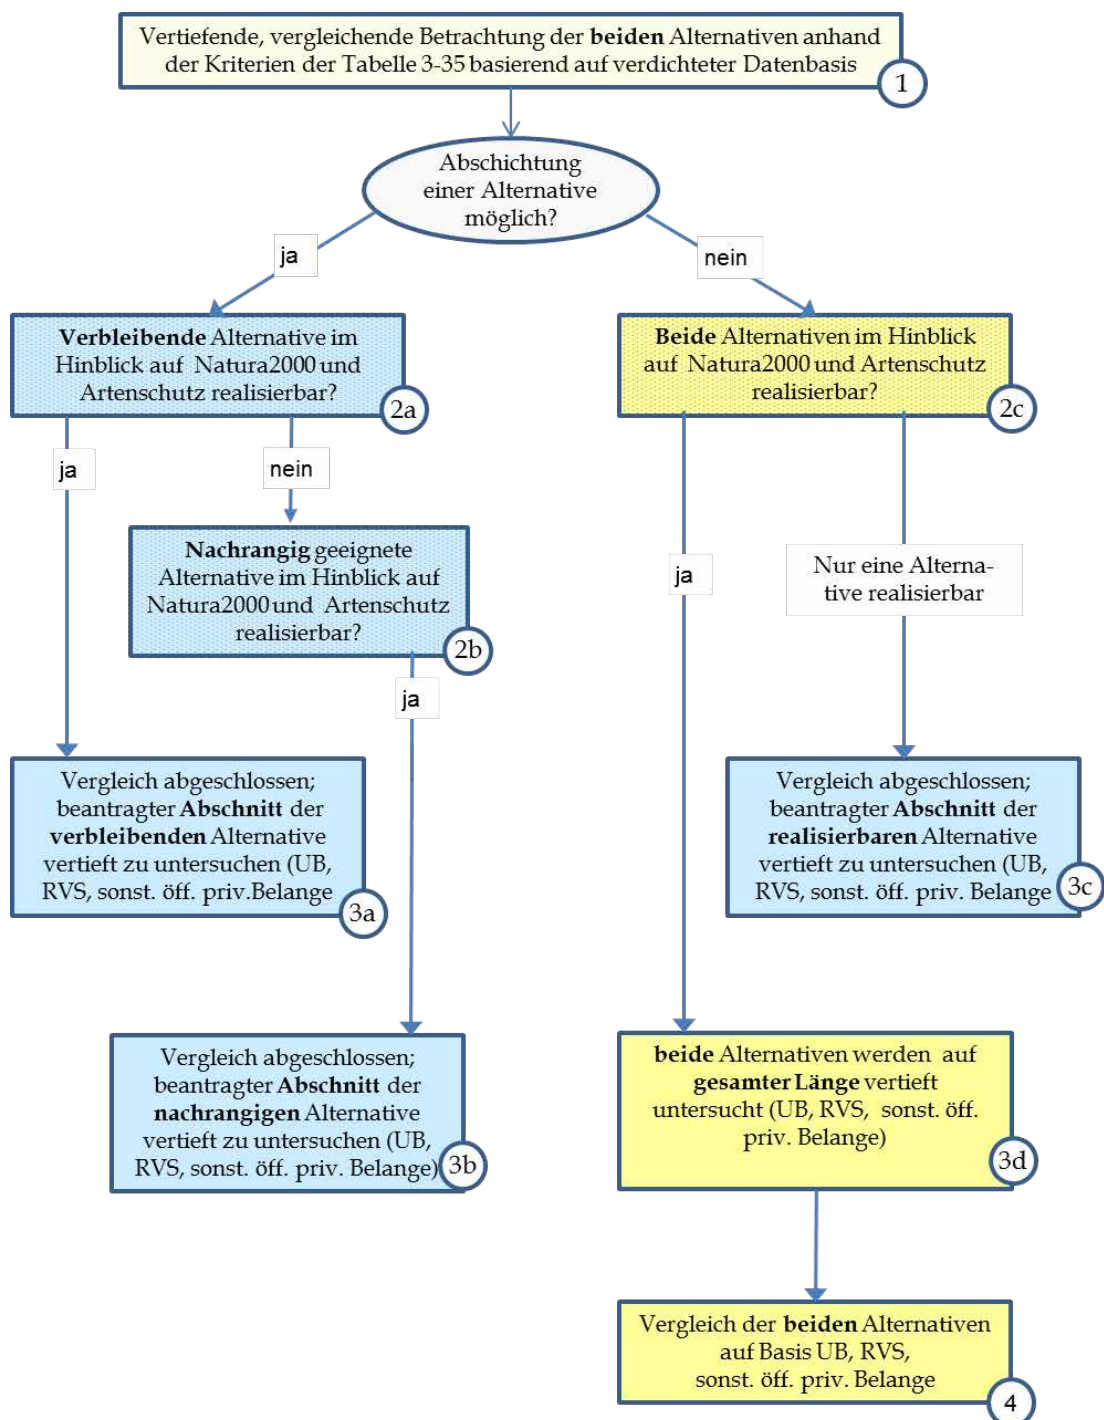 Vertiefende, vergleichende Betrachtung der beiden Alternativen anhand
der Kriterien der Tabelle 3-35 basierend auf verdichteter Datenbasis
1
Abschichtung
einer Alternative
möglich?
ja
nein
Verbleibende Alternative im
Hinblick auf Natura2000 und
Artenschutz realisierbar?
2a
Beide Alternativen im Hinblick
auf Natura2000 und Artenschutz
realisierbar?
2c
ja
nein
Nachrangig geeignete
Alternative im Hinblick auf
Natura2000 und Artenschutz
realisierbar?
2b
ja
ja
Nur eine Alterna-
tive realisierbar
Vergleich abgeschlossen;
beantragter Abschnitt der
verbleibenden Alternative
vertieft zu untersuchen (UB,
RVS, sonst. öff. priv.Belange
3a
Vergleich abgeschlossen;
beantragter Abschnitt der
realisierbaren Alternative
vertieft zu untersuchen (UB,
RVS, sonst. öff. priv. Belange
3c
Vergleich abgeschlossen;
beantragter Abschnitt der
nachrangigen Alternative
vertieft zu untersuchen (UB,
RVS, sonst. öff. priv. Belange)
3b
beide Alternativen werden auf
gesamter Länge vertieft
untersucht (UB, RVS, sonst. öff.
priv. Belange)
3d
Vergleich der beiden Alternativen
auf Basis UB, RVS,
sonst. öff. priv. Belange
4